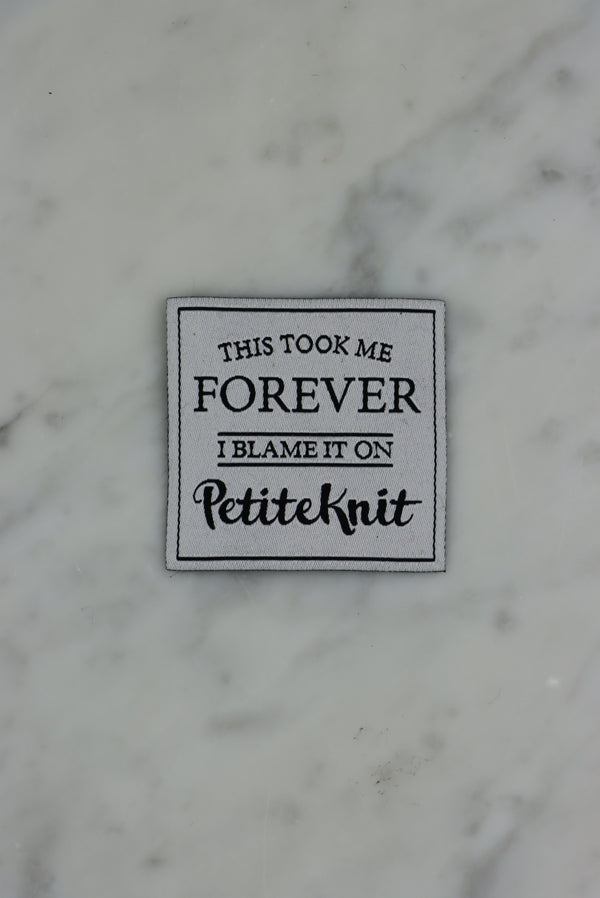 THIS TOOK ME
FOREVER
I BLAME IT ON
PetiteKnit